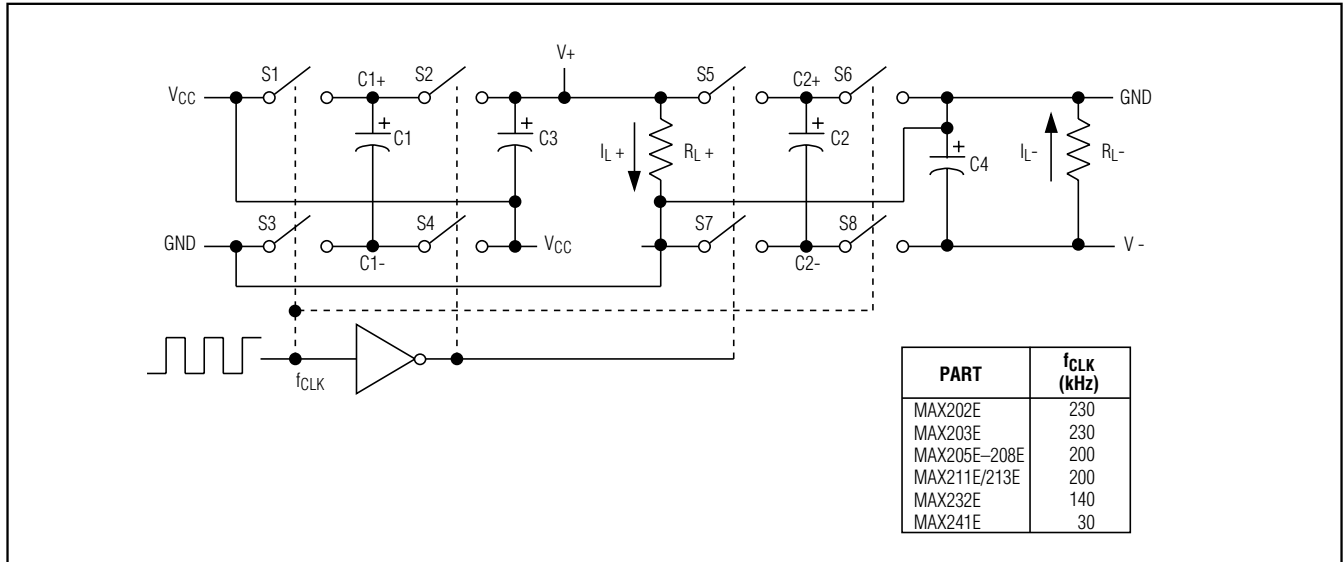 V+
S1 C1+ S2 S5 C2+ S6
VCC GND
+ C1 + C3 IL + RL + + C2 + C4 IL- RL-
S3 S4 S7 S8
GND VCC V -
C1- C2-
fCLK
PART fCLK (kHz)
MAX202E 230
MAX203E 230
MAX205E–208E 200
MAX211E/213E 200
MAX232E 140
MAX241E 30